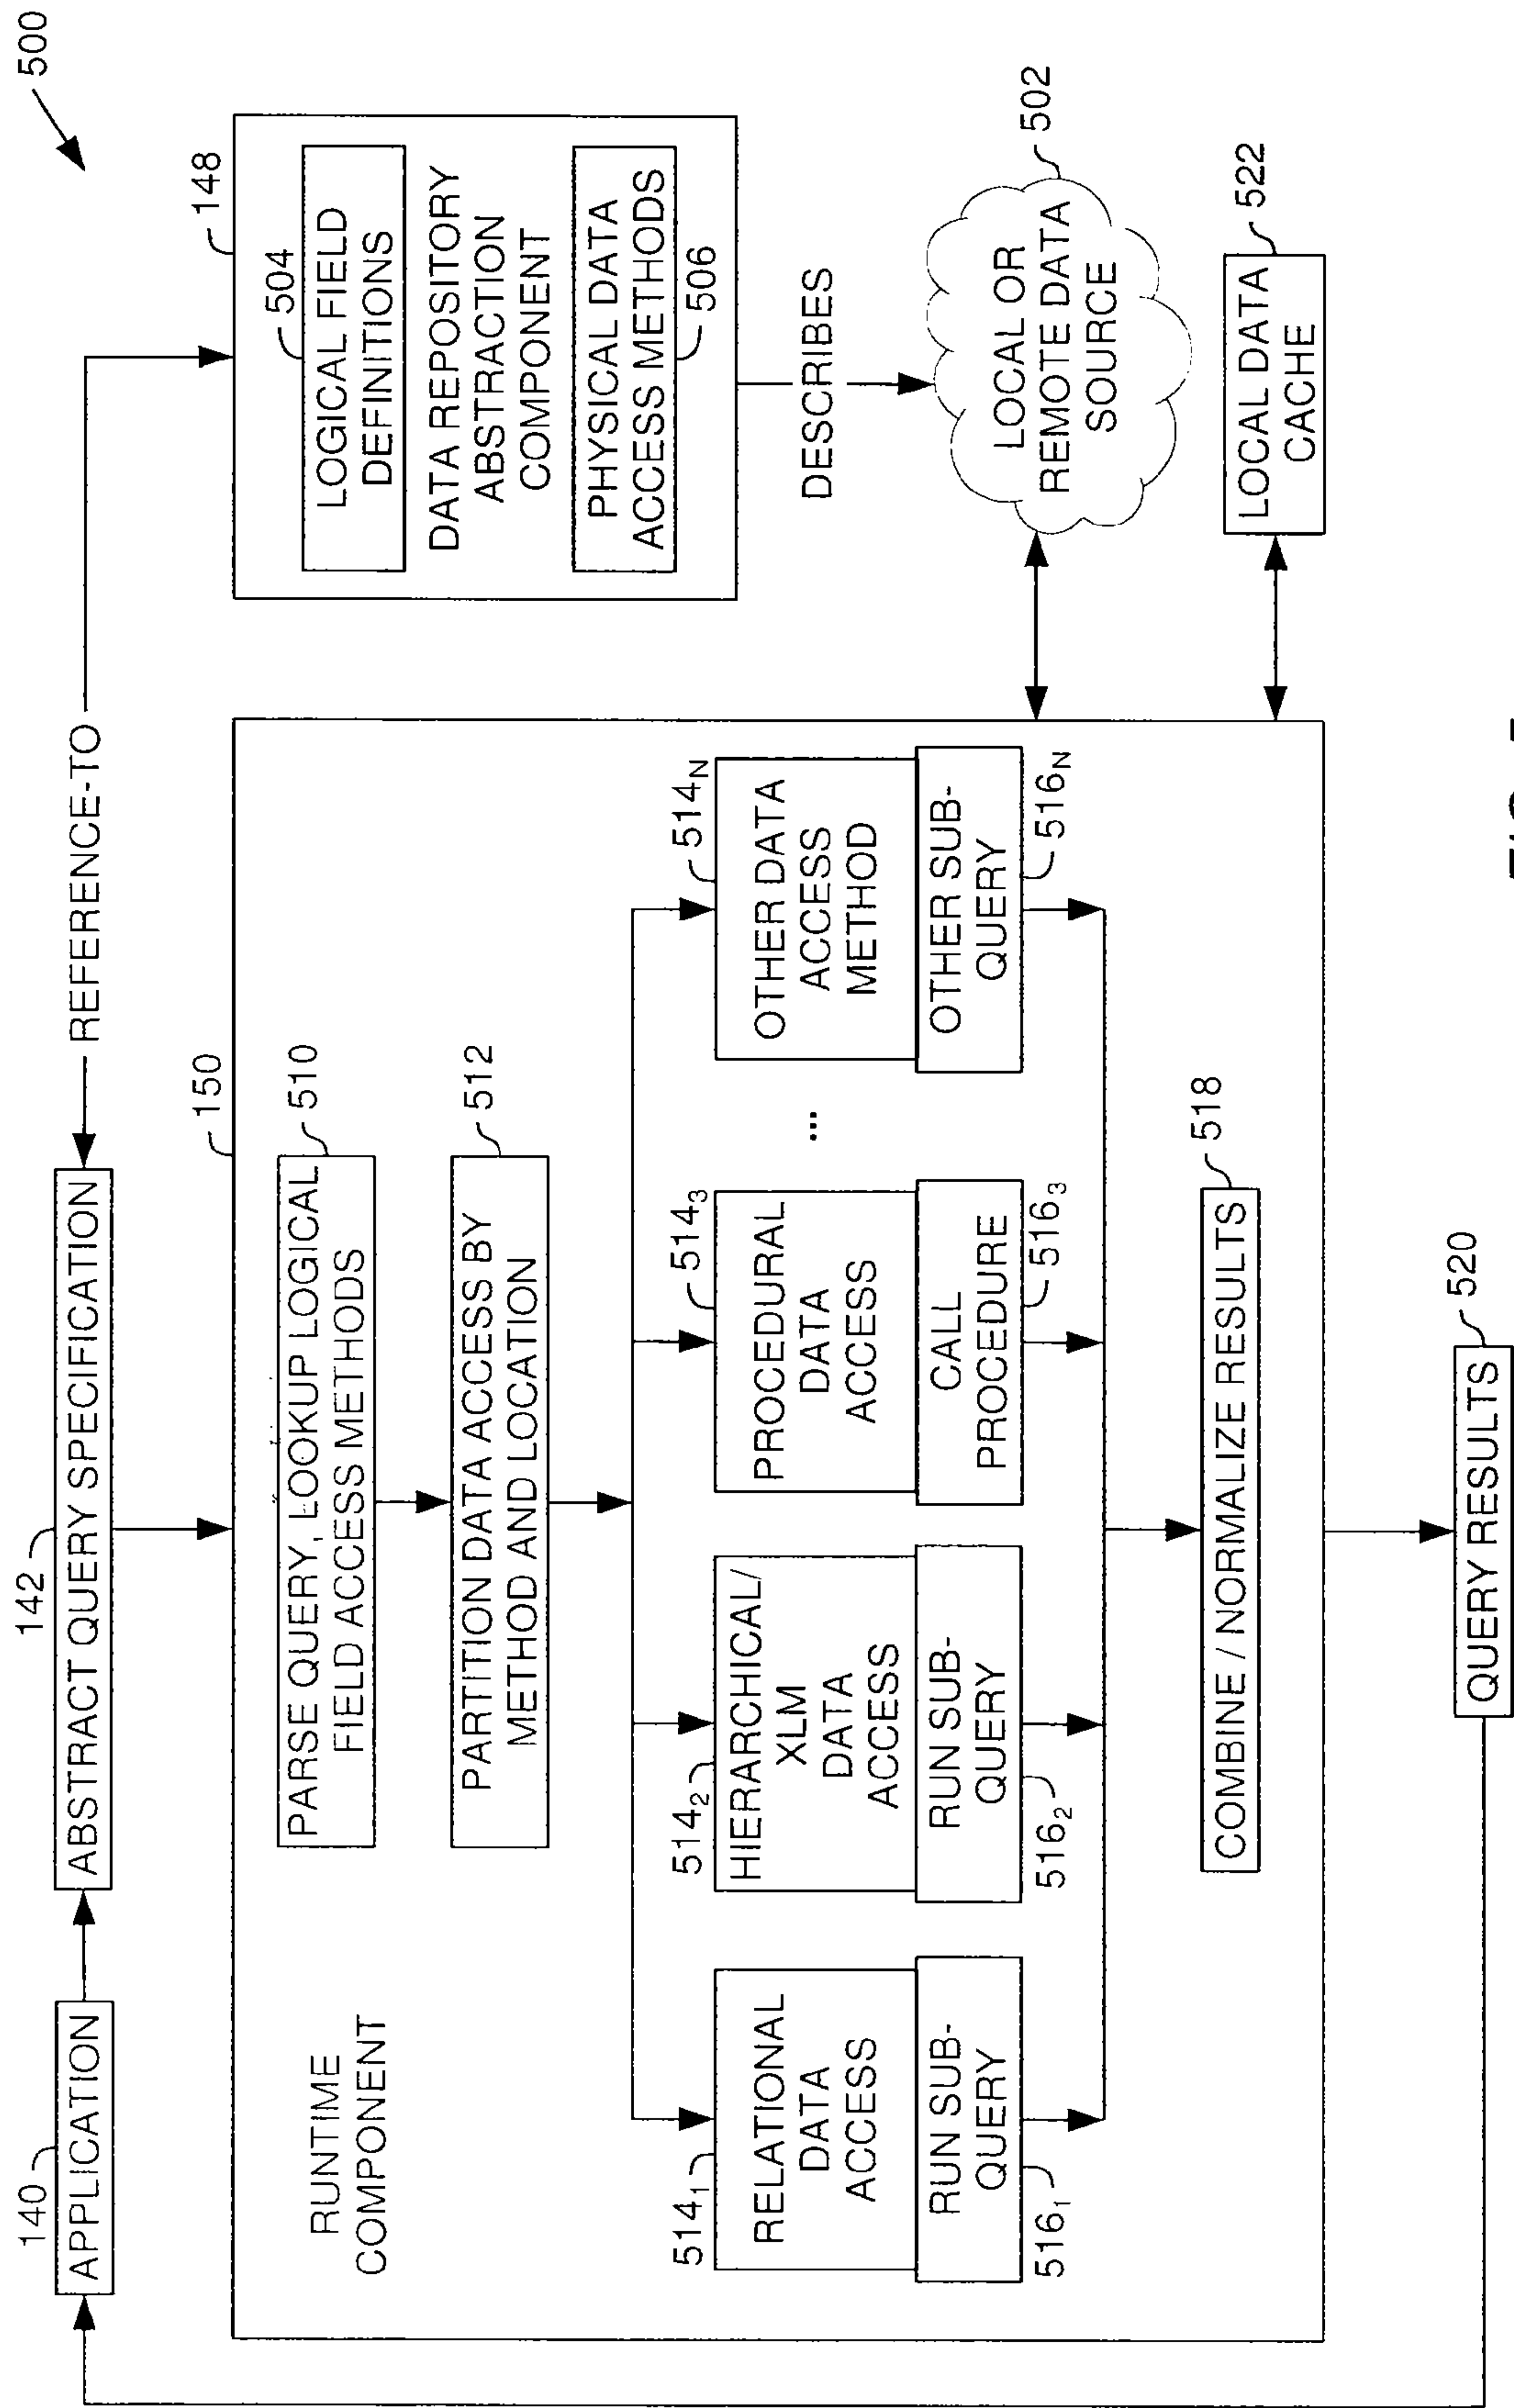 500
140
APPLICATION
142
ABSTRACT QUERY SPECIFICATION
REFERENCE-TO
148
504
LOGICAL FIELD
DEFINITIONS
DATA REPOSITORY
ABSTRACTION
COMPONENT
PHYSICAL DATA
ACCESS METHODS
506
DESCRIBES
LOCAL OR
REMOTE DATA
SOURCE
502
LOCAL DATA
CACHE
522
150
RUNTIME
COMPONENT
PARSE QUERY, LOOKUP LOGICAL
FIELD ACCESS METHODS
510
PARTITION DATA ACCESS BY
METHOD AND LOCATION
512
514₁
RELATIONAL
DATA
ACCESS
RUN SUB-
QUERY
516₁
514₂
HIERARCHICAL/
XLM
DATA
ACCESS
RUN SUB-
QUERY
516₂
514₃
PROCEDURAL
DATA
ACCESS
CALL
PROCEDURE
516₃
...
514N
OTHER DATA
ACCESS
METHOD
OTHER SUB-
QUERY
516N
COMBINE / NORMALIZE RESULTS
518
QUERY RESULTS
520